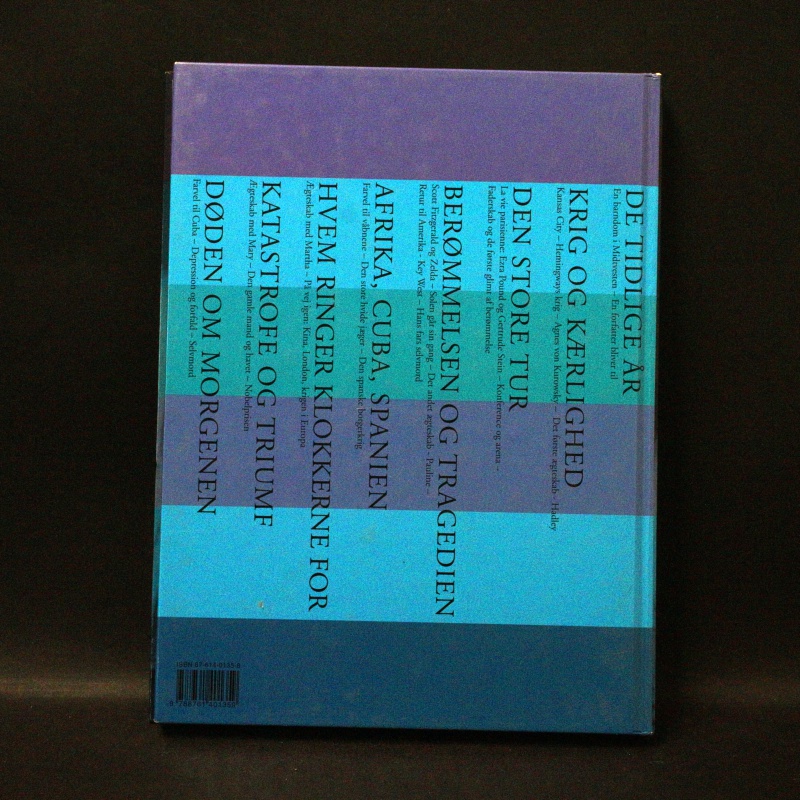 DE TIDLIGE ÅR
En barndom i Midtvesten – En forfatter bliver til
KRIG OG KÆRLIGHED
Kansas City – Hemingways krig – Agnes von Kurowsky – Det første ægteskab - Hadley
DEN STORE TUR
La vie parisienne: Ezra Pound og Gertrude Stein – Konference og arena –
Faderskab og de første glimt af berømmelse
BERØMMELSEN OG TRAGEDIEN
Scott Fitzgerald og Zelda – Solen går sin gang – Det andet ægteskab - Pauline –
Retur til Amerika - Key West – Hans fars selvmord
AFRIKA, CUBA, SPANIEN
Farvel til våbnene – Den store hvide jæger – Den spanske borgerkrig
HVEM RINGER KLOKKERNE FOR
Ægteskab med Martha – På vej igen: Kina, London, krigen i Europa
KATASTROFE OG TRIUMF
Ægteskab med Mary – Den gamle mand og havet – Nobelprisen
DØDEN OM MORGENEN
Farvel til Cuba – Depression og forfald – Selvmord